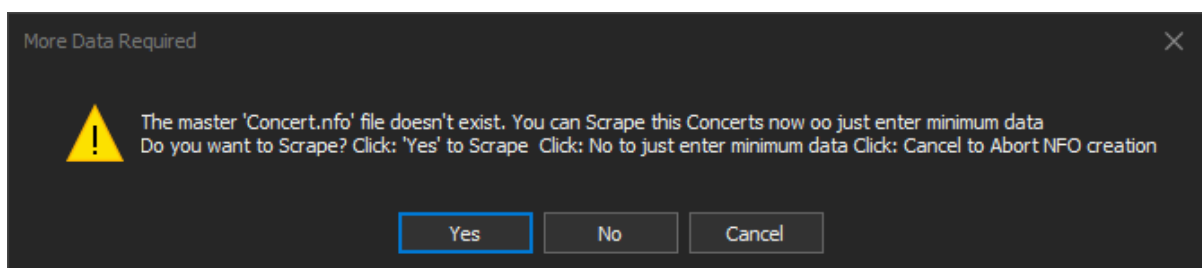 More Data Required
The master 'Concert.nfo' file doesn't exist. You can Scrape this Concerts now oo just enter minimum data
Do you want to Scrape? Click: 'Yes' to Scrape  Click: No to just enter minimum data Click: Cancel to Abort NFO creation
Yes
No
Cancel